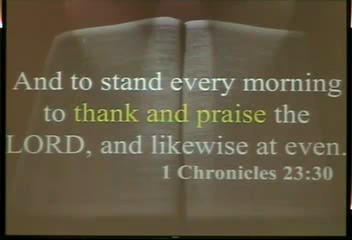 And to stand every morning
to thank and praise the
LORD, and likewise at even.
1 Chronicles 23:30